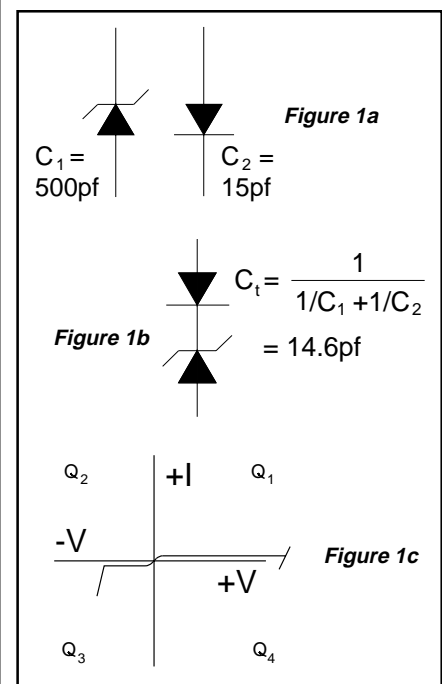 Figure 1a
C1 =
500pf
C2 =
15pf
Ct = 1
1/C1 +1/C2
= 14.6pf
Figure 1b
Q2
+I
Q1
-V
+V
Figure 1c
Q3
Q4